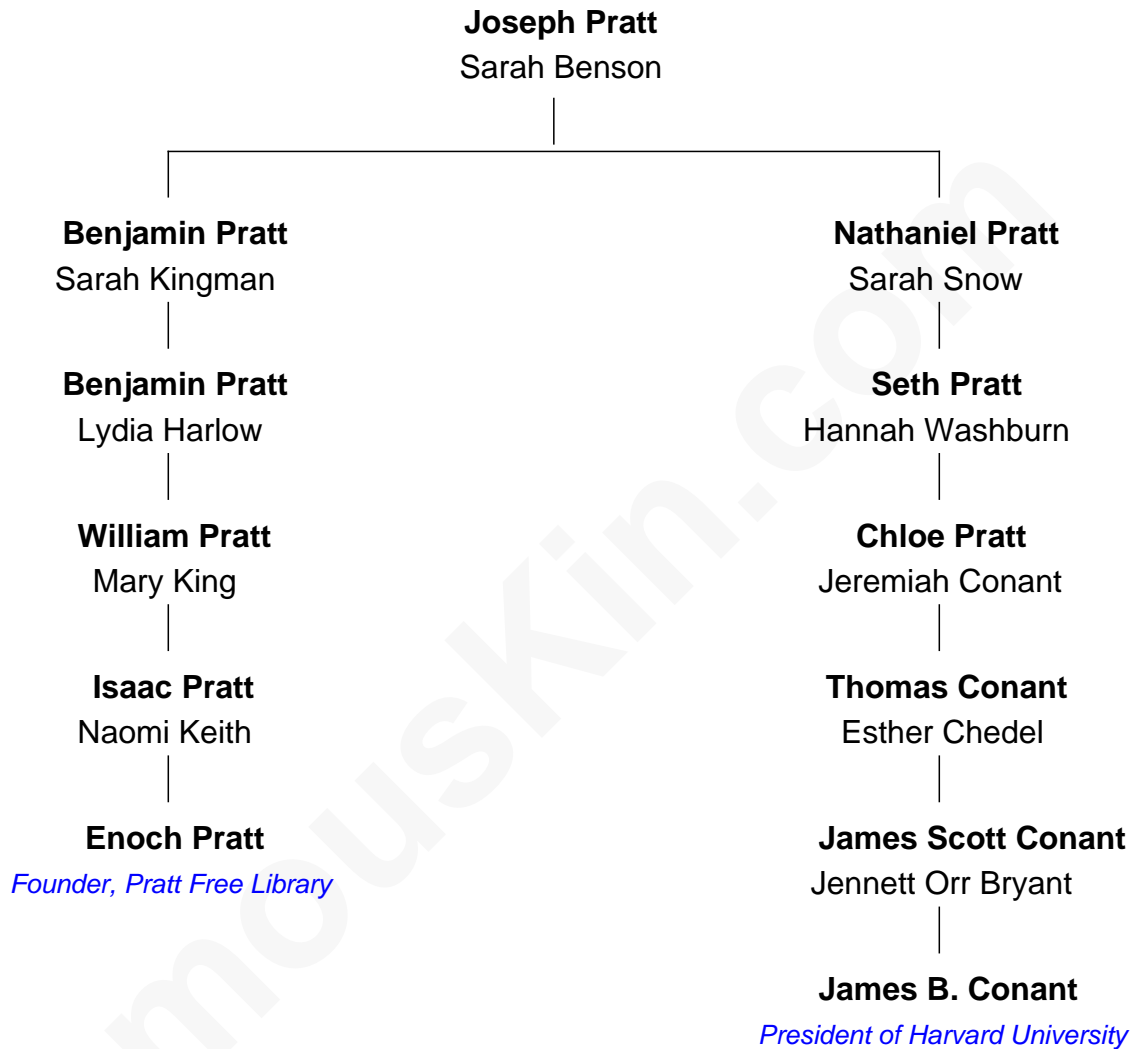 Joseph Pratt
Sarah Benson
Benjamin Pratt
Sarah Kingman
Nathaniel Pratt
Sarah Snow
Benjamin Pratt
Lydia Harlow
Seth Pratt
Hannah Washburn
William Pratt
Mary King
Chloe Pratt
Jeremiah Conant
Isaac Pratt
Naomi Keith
Thomas Conant
Esther Chedel
Enoch Pratt
Founder, Pratt Free Library
James Scott Conant
Jennett Orr Bryant
James B. Conant
President of Harvard University
mouskin.com